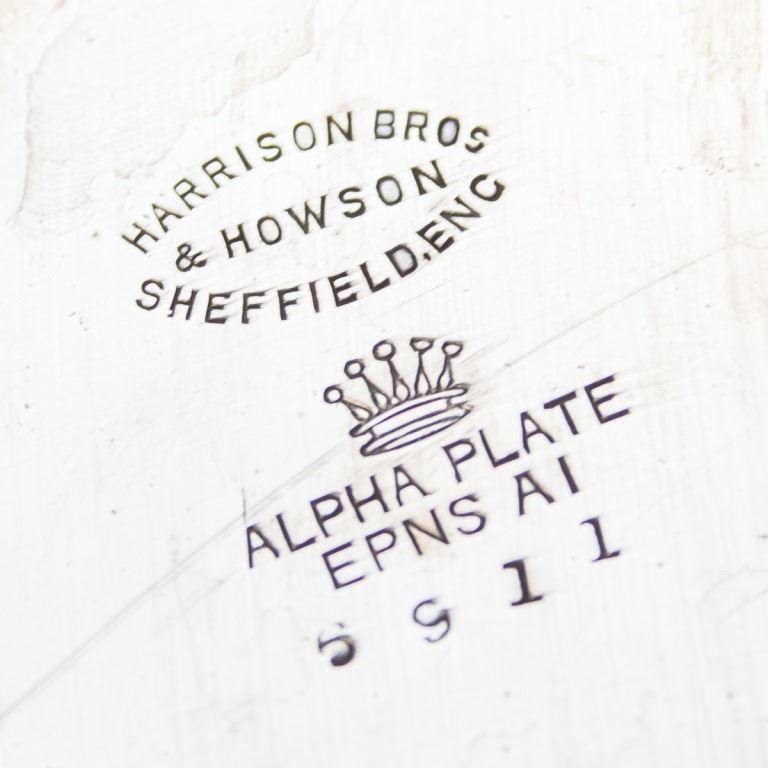 HARRISON BROS
& HOWSON
SHEFFIELD, ENG
ALPHA PLATE
EPNS A1
5911